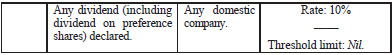 Any dividend (including
dividend on preference
shares) declared.
Any domestic
company.
Rate: 10%
Threshold limit: Nil.